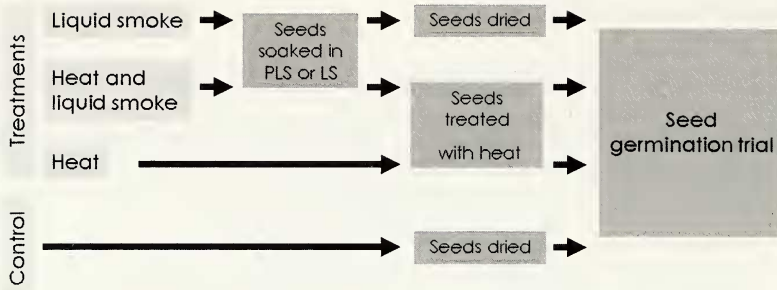 Treatments
Liquid smoke
Seeds
soaked in
PLS or LS
Seeds dried
Heat and
liquid smoke
Seeds
treated
with heat
Heat
Seed
germination trial
Control
Seeds dried